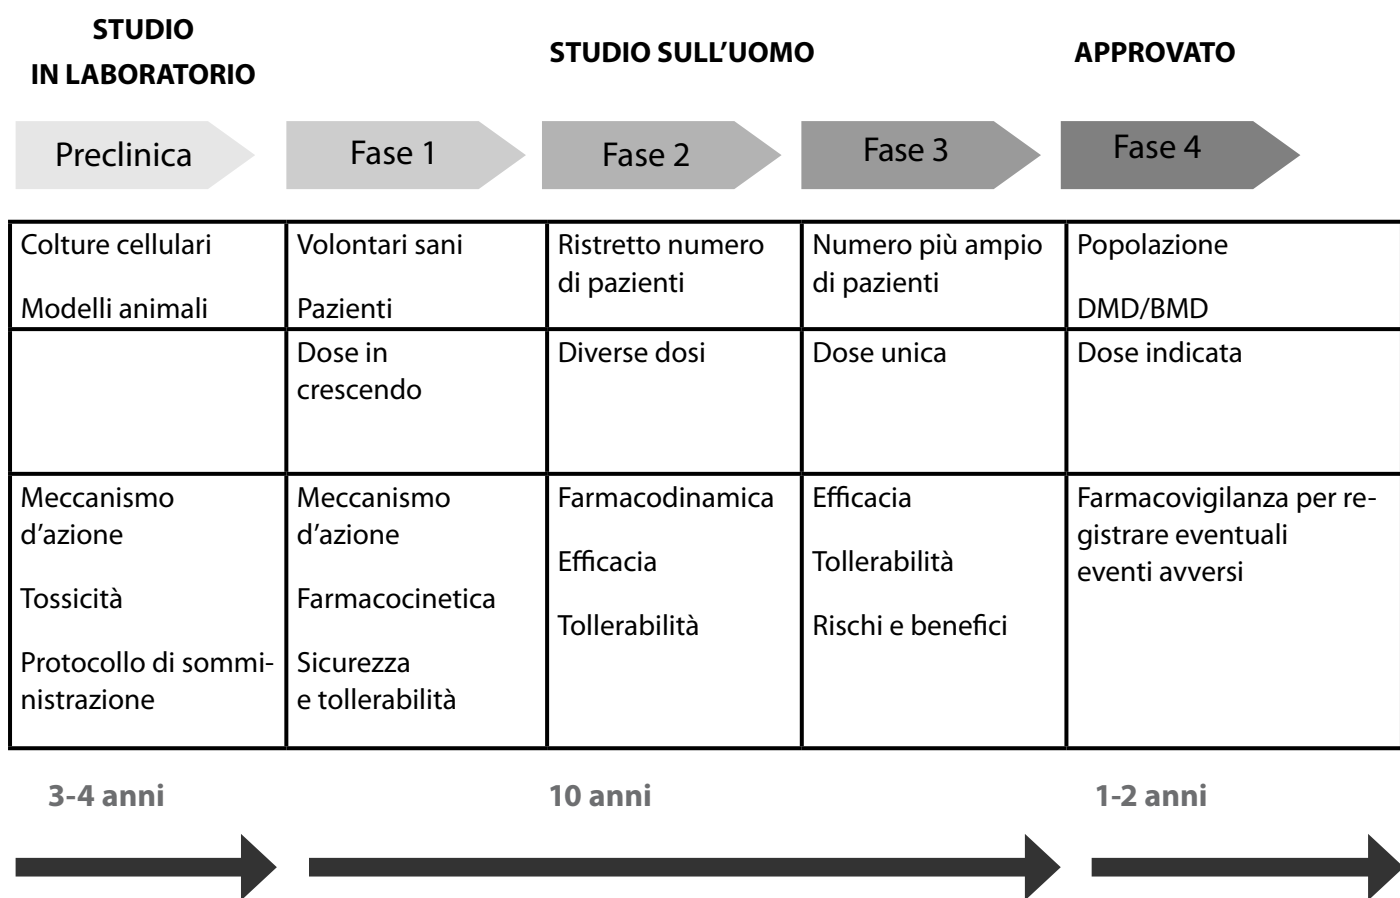 STUDIO
IN LABORATORIO
STUDIO SULL’UOMO
APPROVATO
Preclinica
Fase 1
Fase 2
Fase 3
Fase 4
Colture cellulari
Modelli animali
Volontari sani
Pazienti
Ristretto numero
di pazienti
Numero più ampio
di pazienti
Popolazione
DMD/BMD
Dose in
crescendo
Diverse dosi
Dose unica
Dose indicata
Meccanismo
d’azione
Tossicità
Protocollo di sommi-
nistrazione
Meccanismo
d’azione
Farmacocinetica
Sicurezza
e tollerabilità
Farmacodinamica
Efficacia
Tollerabilità
Efficacia
Tollerabilità
Rischi e benefici
Farmacovigilanza per re-
gistrare eventuali
eventi avversi
3-4 anni
10 anni
1-2 anni